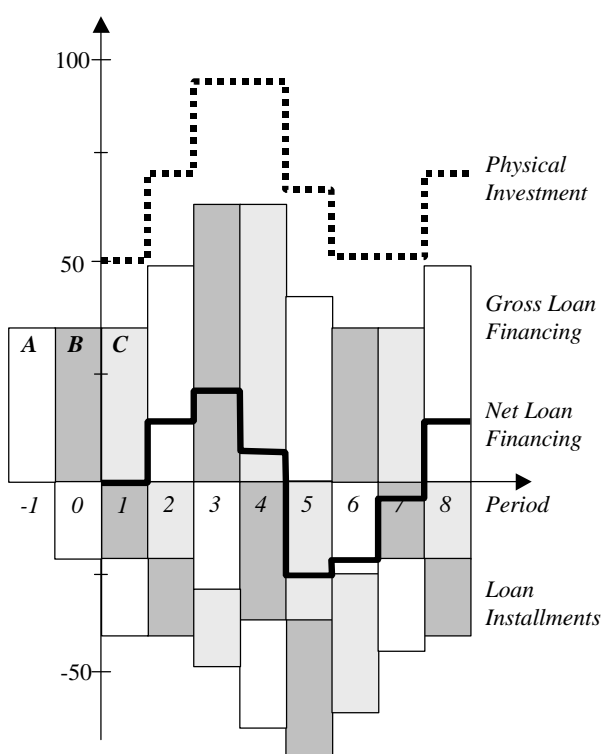 100
Physical
Investment
50
Gross Loan
Financing
A B C
Net Loan
Financing
-1 0 1 2 3 4 5 6 7 8 Period
Loan
Installments
-50